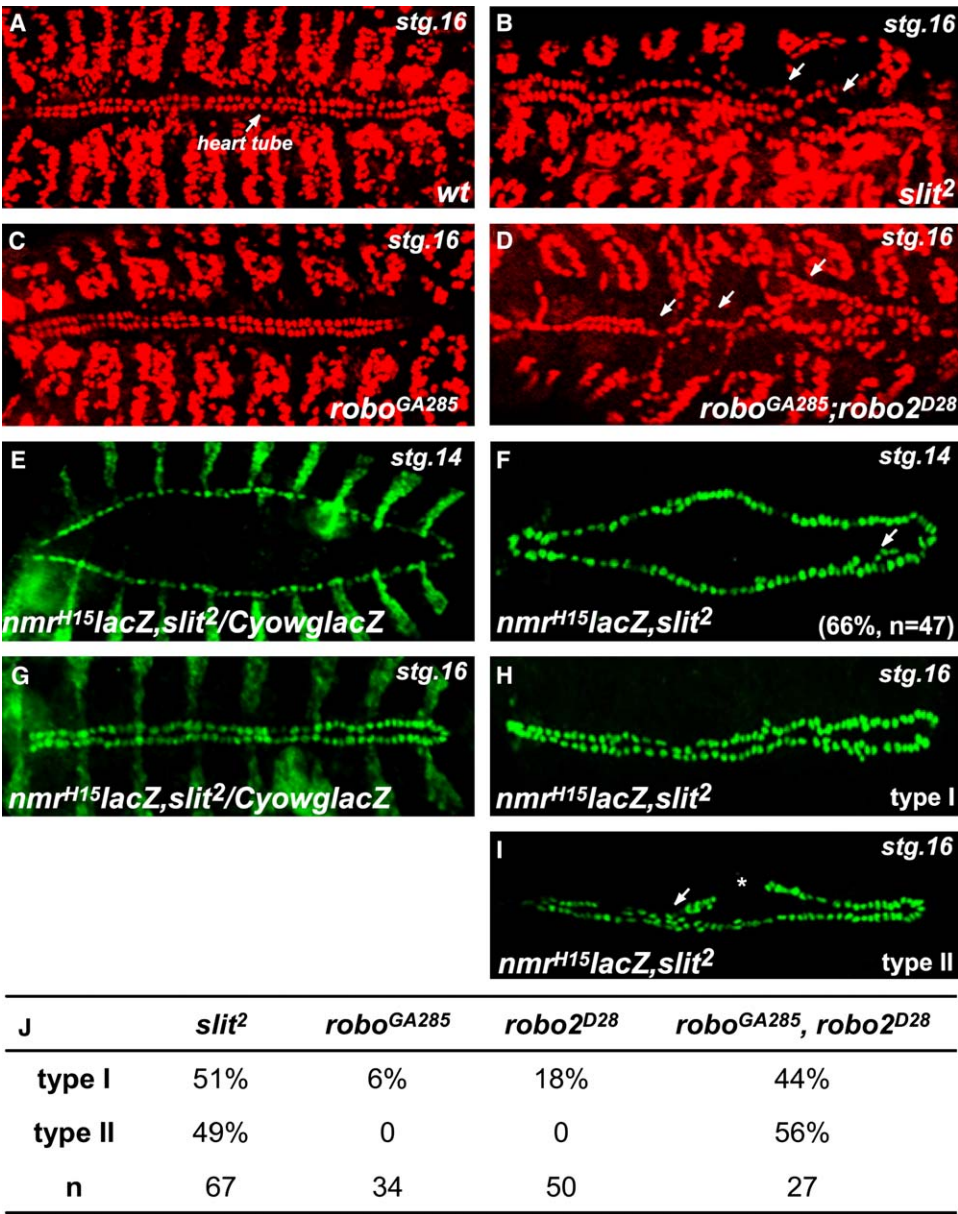 A stg.16
heart tube
wt
B stg.16
slit2
C stg.16
roboGA285
D stg.16
roboGA285;robo2D28
E stg.14
nmrH15lacZ,slit2/CyowglacZ
F stg.14
nmrH15lacZ,slit2 (66%, n=47)
G stg.16
nmrH15lacZ,slit2/CyowglacZ
H stg.16
nmrH15lacZ,slit2 type I
I stg.16
*
nmrH15lacZ,slit2 type II
J slit2 roboGA285 robo2D28 roboGA285, robo2D28
type I 51% 6% 18% 44%
type II 49% 0 0 56%
n 67 34 50 27